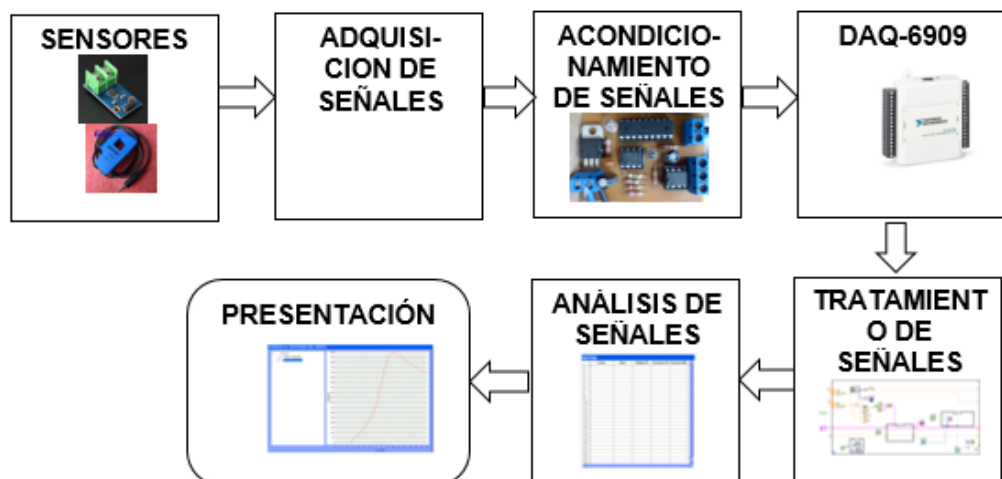 SENSORES
ADQUISI-
CION DE
SEÑALES
ACONDICIO-
NAMIENTO
DE SEÑALES
DAQ-6909
TRATAMIENT
O DE
SEÑALES
ANÁLISIS DE
SEÑALES
PRESENTACIÓN